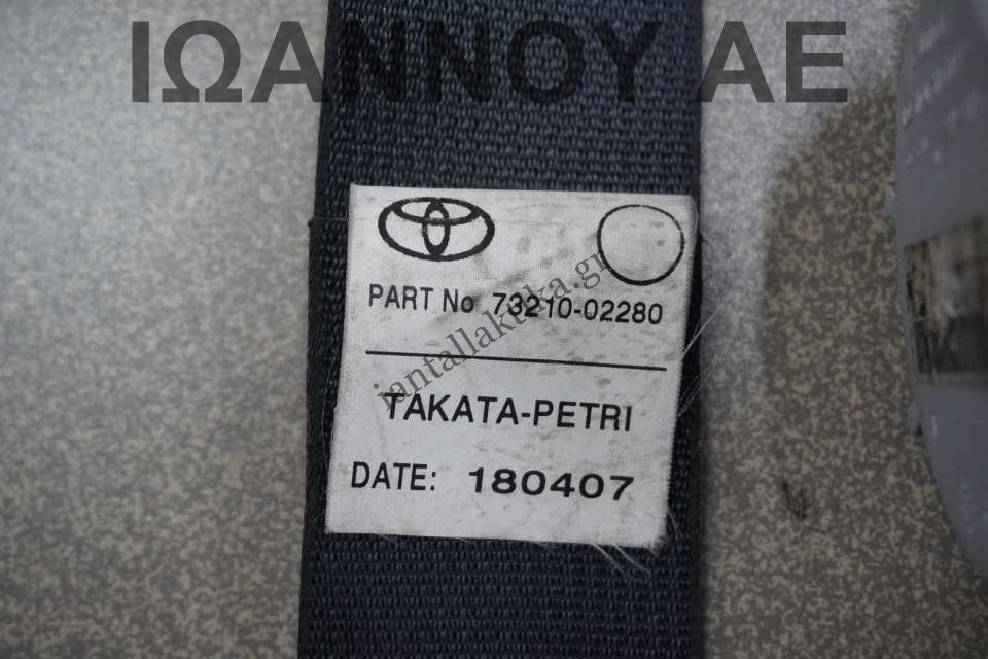 ΙΩΑΝΝΟΥ ΑΕ
PART No 73210-02280
iantallaktika.gr
TAKATA-PETRI
DATE: 180407